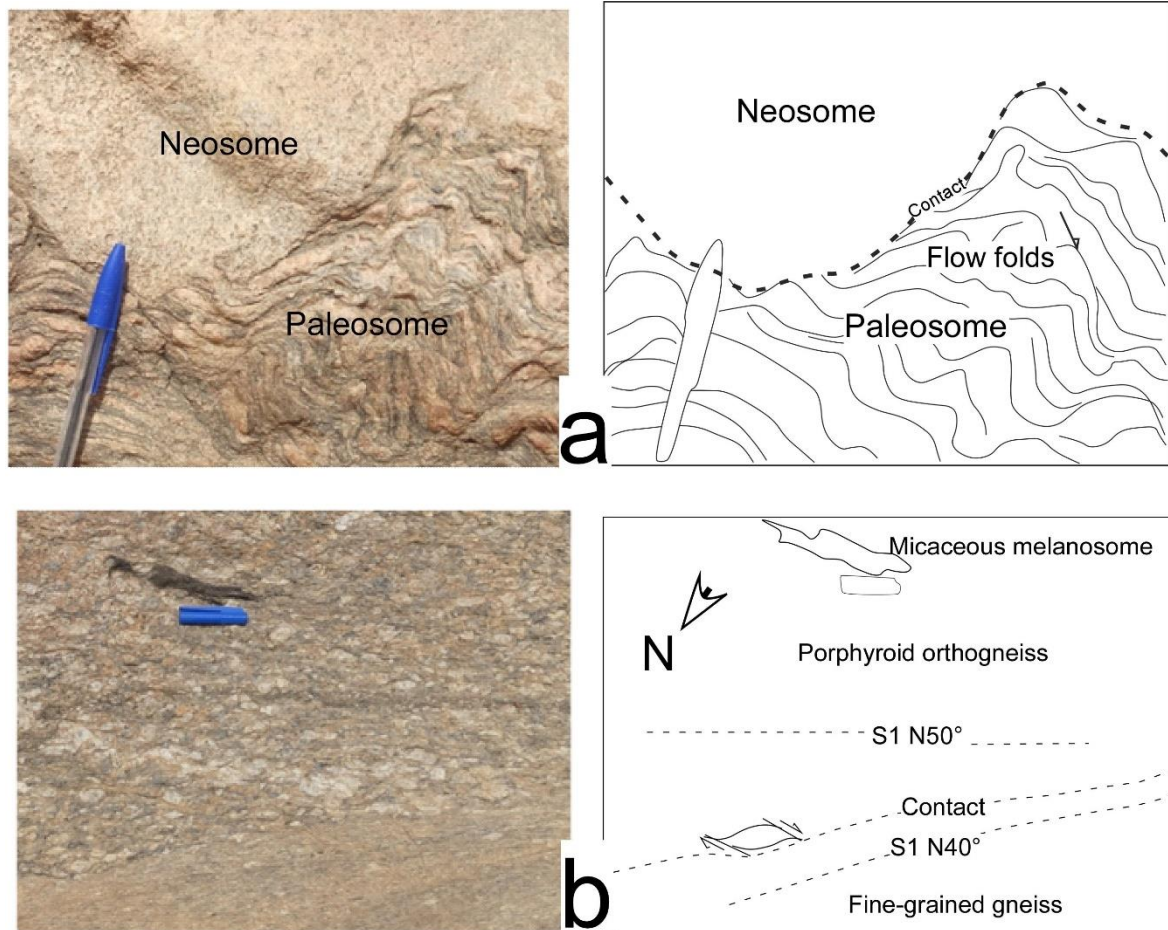 Neosome
Paleosome
Neosome
Contact
Flow folds
Paleosome
a
Micaceous melanosome
N
Porphyroid orthogneiss
S1 N50°
Contact
S1 N40°
Fine-grained gneiss
b